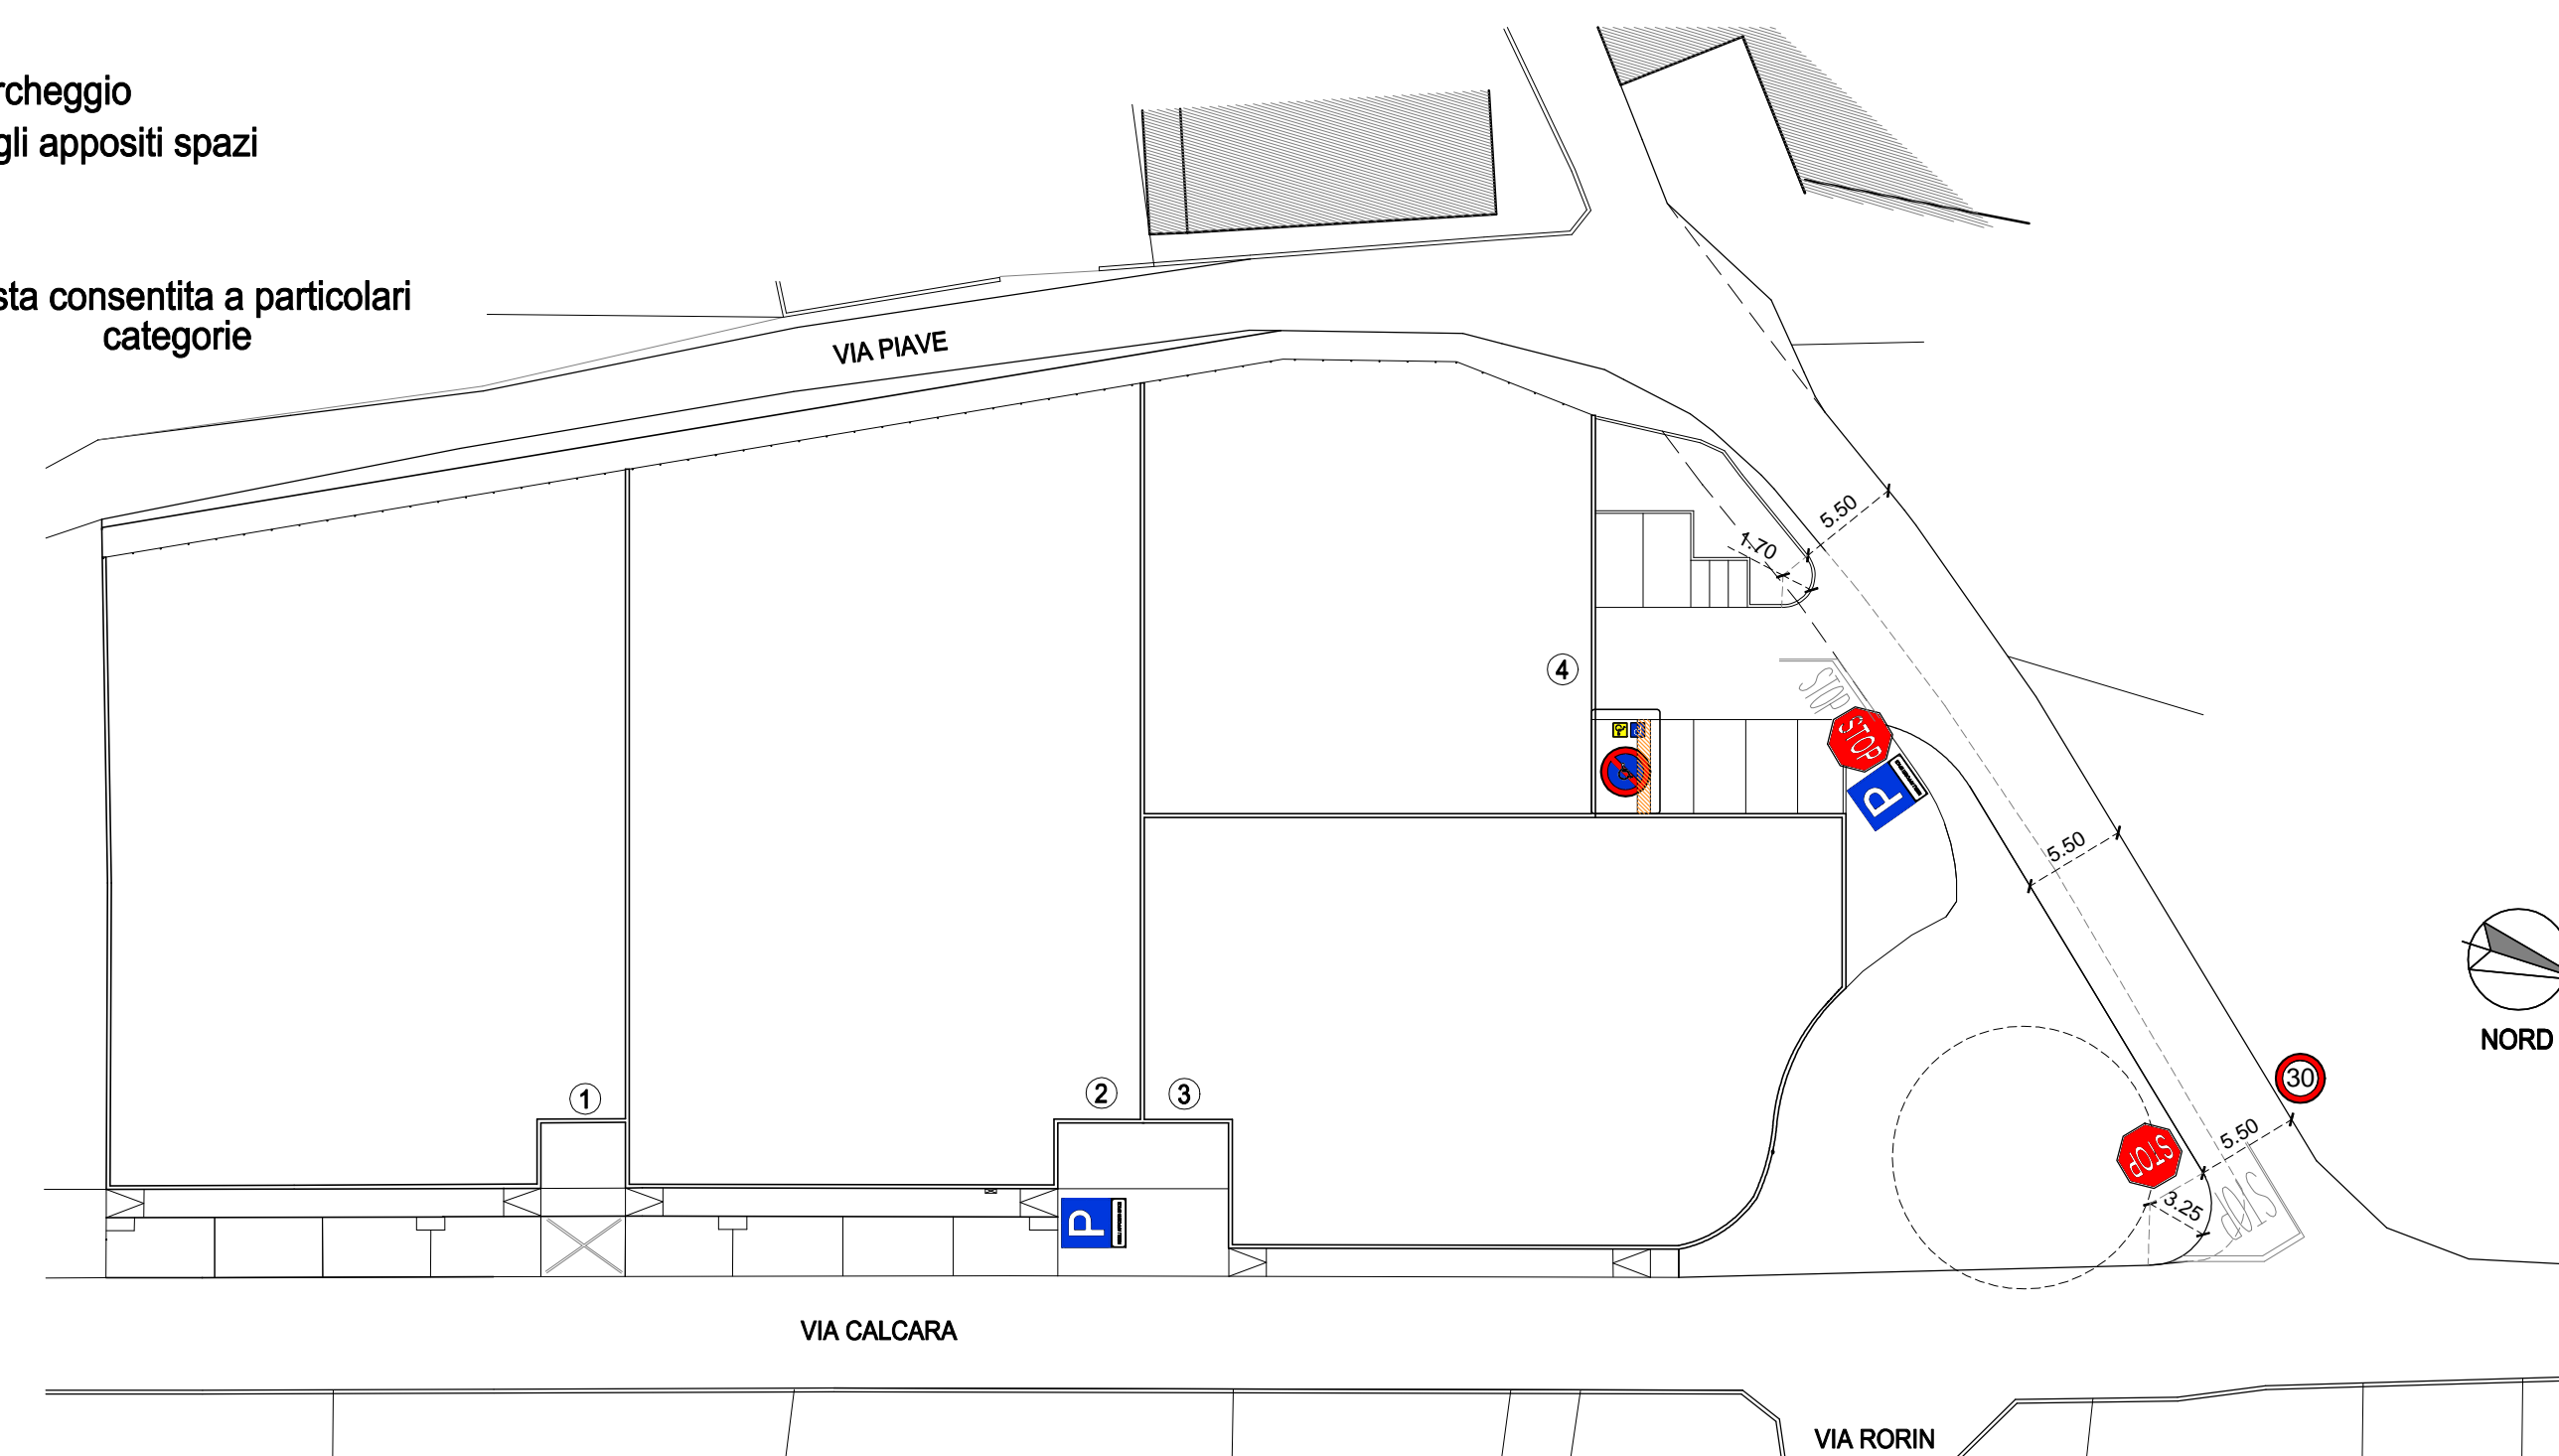 rcheggio
gli appositi spazi
sta consentita a particolari
categorie
VIA PIAVE
5.50
1.70
4
STOP
STOP
P
5.50
NORD
30
1
2
3
5.50
STOP
3.25
STOP
P
VIA CALCARA
VIA RORIN